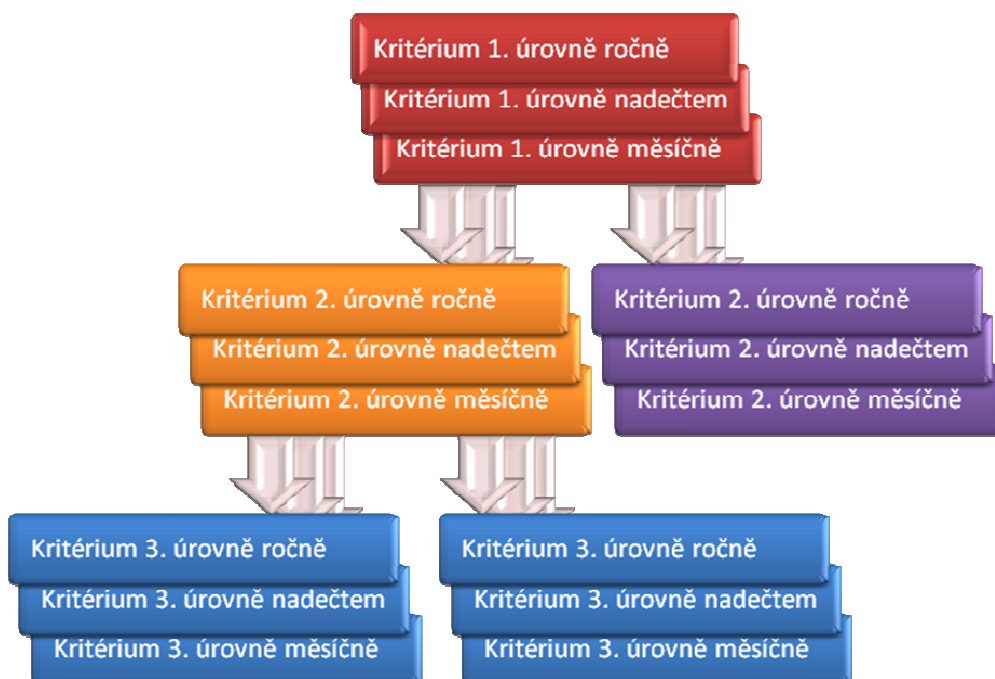 Kritérium 1. úrovně ročně
Kritérium 1. úrovně nadečtem
Kritérium 1. úrovně měsíčně
Kritérium 2. úrovně ročně
Kritérium 2. úrovně nadečtem
Kritérium 2. úrovně měsíčně
Kritérium 2. úrovně ročně
Kritérium 2. úrovně nadečtem
Kritérium 2. úrovně měsíčně
Kritérium 3. úrovně ročně
Kritérium 3. úrovně nadečtem
Kritérium 3. úrovně měsíčně
Kritérium 3. úrovně ročně
Kritérium 3. úrovně nadečtem
Kritérium 3. úrovně měsíčně